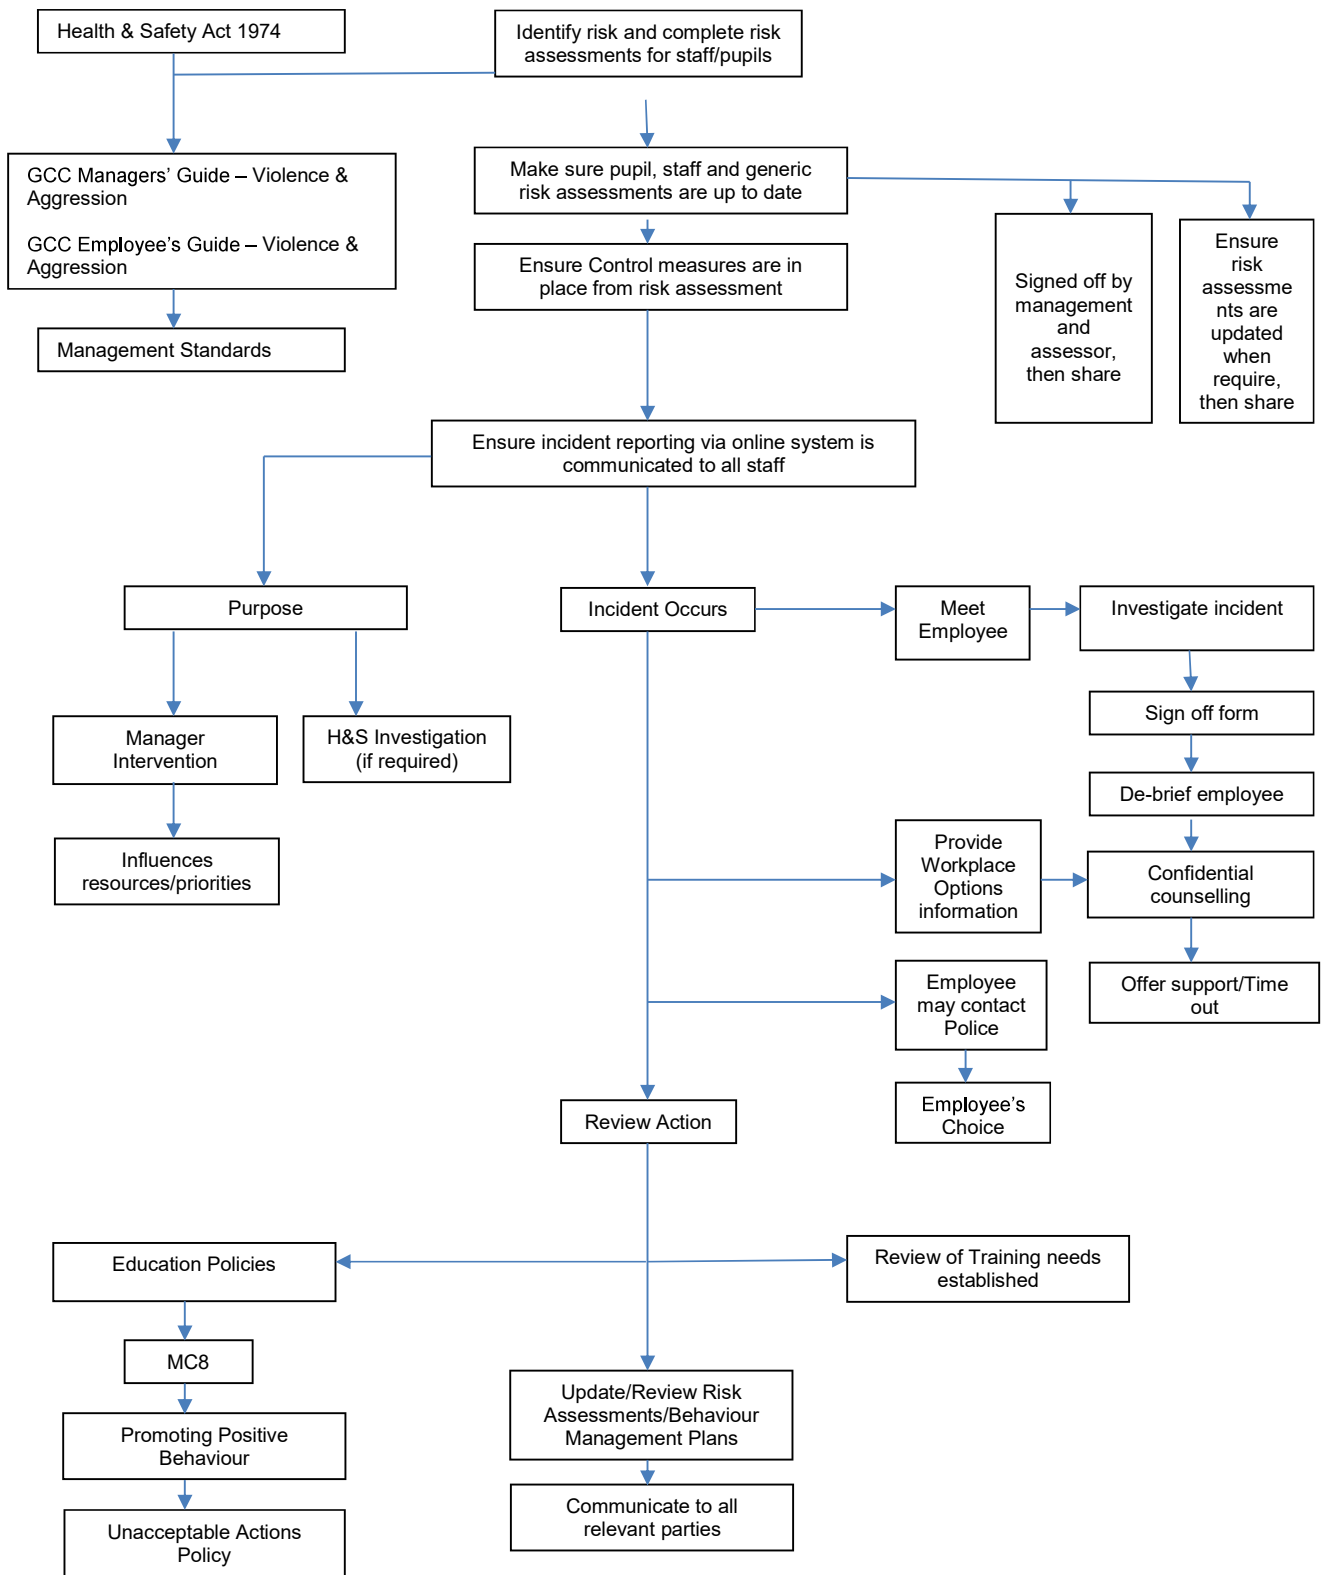 Health & Safety Act 1974
Identify risk and complete risk
assessments for staff/pupils
GCC Managers' Guide – Violence &
Aggression
GCC Employee's Guide – Violence &
Aggression
Make sure pupil, staff and generic
risk assessments are up to date
Signed off by
management
and
assessor,
then share
Ensure
risk
assessme
nts are
updated
when
require,
then share
Ensure Control measures are in
place from risk assessment
Management Standards
Ensure incident reporting via online system is
communicated to all staff
Purpose
Incident Occurs
Meet
Employee
Investigate incident
Manager
Intervention
H&S Investigation
(if required)
Sign off form
De-brief employee
Influences
resources/priorities
Provide
Workplace
Options
information
Confidential
counselling
Employee
may contact
Police
Offer support/Time
out
Employee's
Choice
Review Action
Education Policies
Review of Training needs
established
MC8
Update/Review Risk
Assessments/Behaviour
Management Plans
Promoting Positive
Behaviour
Communicate to all
relevant parties
Unacceptable Actions
Policy